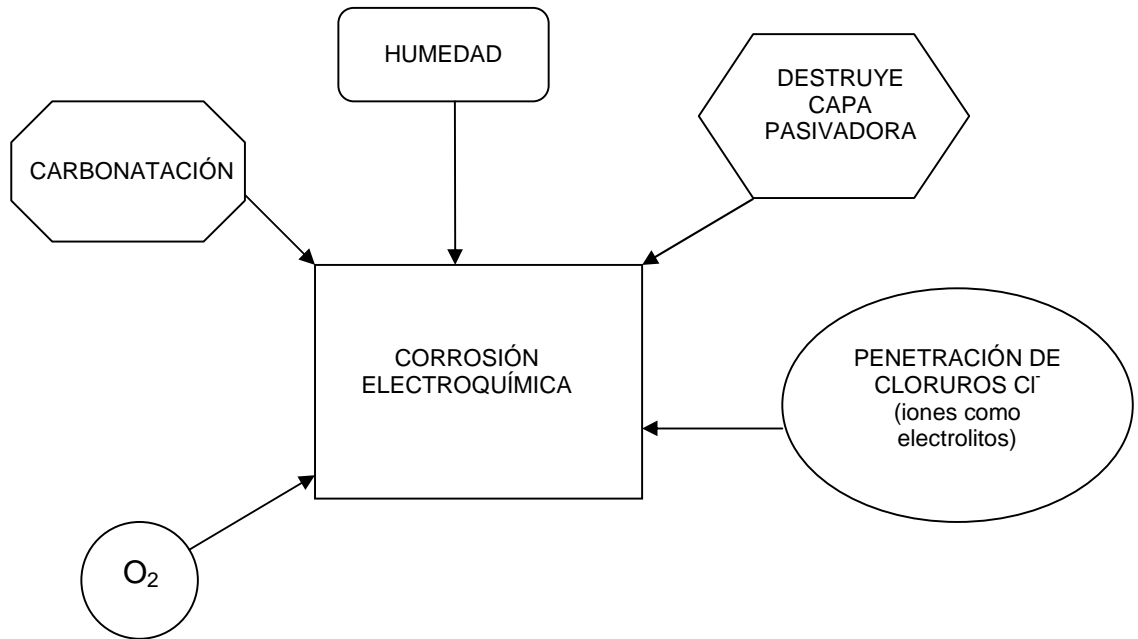 HUMEDAD
DESTRUYE
CAPA
PASIVADORA
CARBONATACIÓN
CORROSIÓN
ELECTROQUÍMICA
PENETRACIÓN DE
CLORUROS Cl⁻
(iones como
electrolitos)
O₂